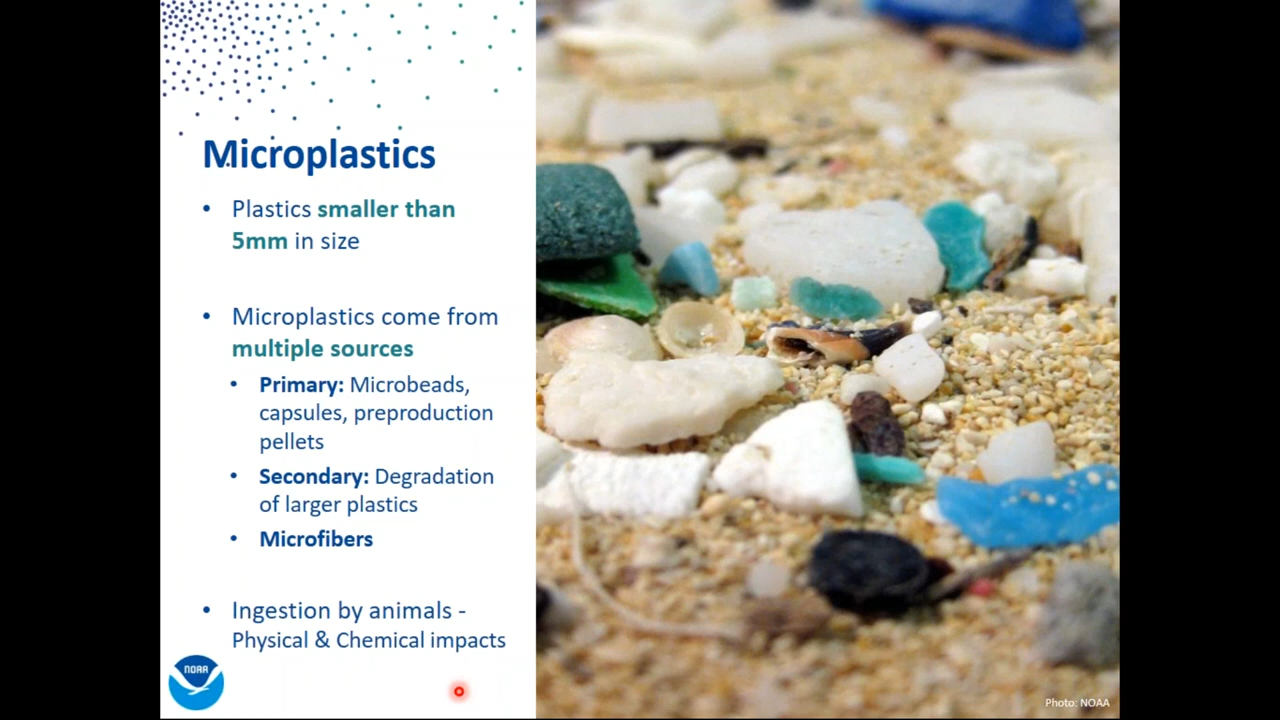 Microplastics
• Plastics smaller than
5mm in size
• Microplastics come from
multiple sources
• Primary: Microbeads,
capsules, preproduction
pellets
• Secondary: Degradation
of larger plastics
• Microfibers
• Ingestion by animals -
Physical & Chemical impacts
NOAA
Photo: NOAA